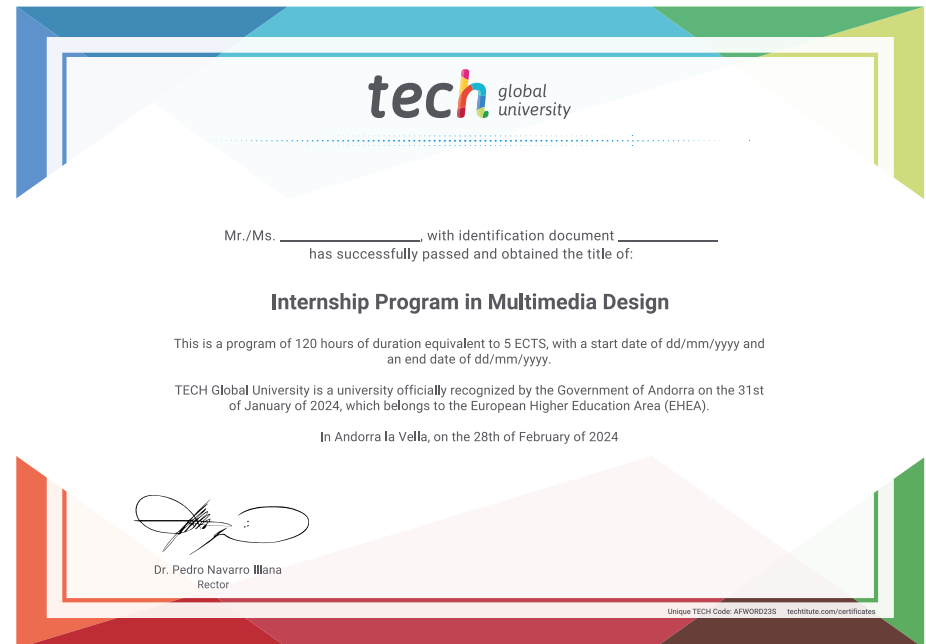 tech global university
Mr./Ms. ____________________, with identification document ______________
has successfully passed and obtained the title of:
Internship Program in Multimedia Design
This is a program of 120 hours of duration equivalent to 5 ECTS, with a start date of dd/mm/yyyy and
an end date of dd/mm/yyyy.
TECH Global University is a university officially recognized by the Government of Andorra on the 31st
of January of 2024, which belongs to the European Higher Education Area (EHEA).
In Andorra la Vella, on the 28th of February of 2024
Dr. Pedro Navarro Illana
Rector
Unique TECH Code: AFWORD23S techtitute.com/certificates